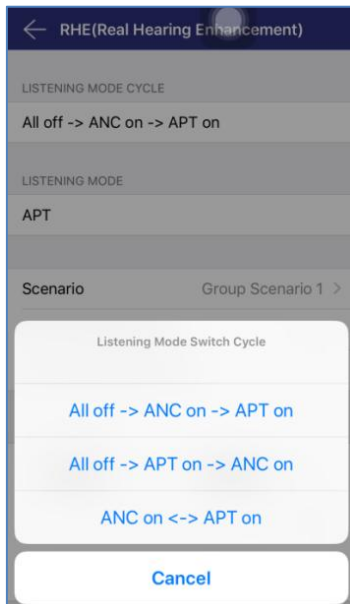 RHE(Real Hearing Enhancement)
LISTENING MODE CYCLE
All off -> ANC on -> APT on
LISTENING MODE
APT
Scenario Group Scenario 1 >
Listening Mode Switch Cycle
All off -> ANC on -> APT on
All off -> APT on -> ANC on
ANC on <-> APT on
Cancel